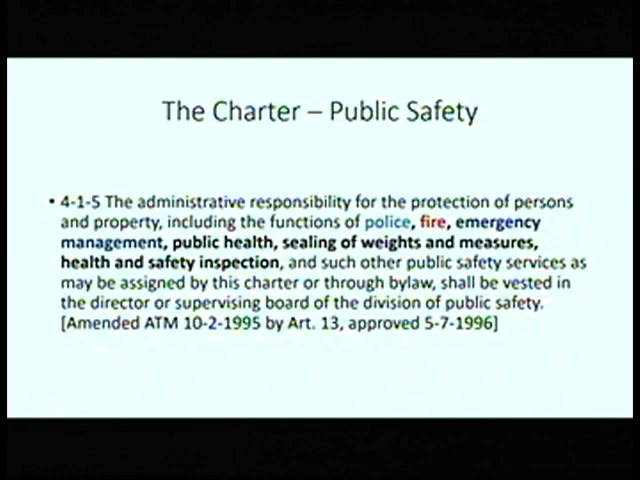 The Charter – Public Safety
• 4-1-5 The administrative responsibility for the protection of persons
and property, including the functions of police, fire, emergency
management, public health, sealing of weights and measures,
health and safety inspection, and such other public safety services as
may be assigned by this charter or through bylaw, shall be vested in
the director or supervising board of the division of public safety.
[Amended ATM 10-2-1995 by Art. 13, approved 5-7-1996]